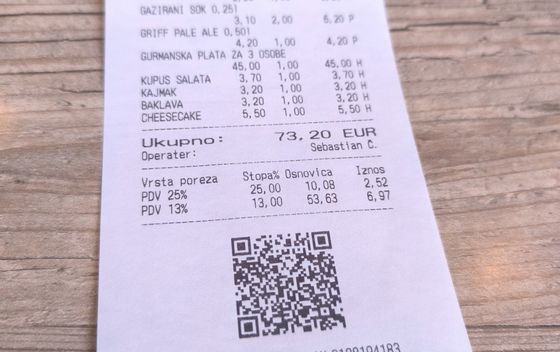 GAZIRANI SOK 0,25l
3,10 2,00 6,20 P
GRIFF PALE ALE 0,50l
4,20 1,00 4,20 P
GURMANSKA PLATA ZA 3 OSOBE
45,00 1,00 45,00 H
KUPUS SALATA 3,70 1,00 3,70 H
KAJMAK 3,20 1,00 3,20 H
BAKLAVA 3,20 1,00 3,20 H
CHEESECAKE 5,50 1,00 5,50 H
Ukupno: 73,20 EUR
Operater: Sebastian C.
Vrsta poreza Stopa% Osnovica Iznos
PDV 25% 25,00 10,08 2,52
PDV 13% 13,00 53,63 6,97